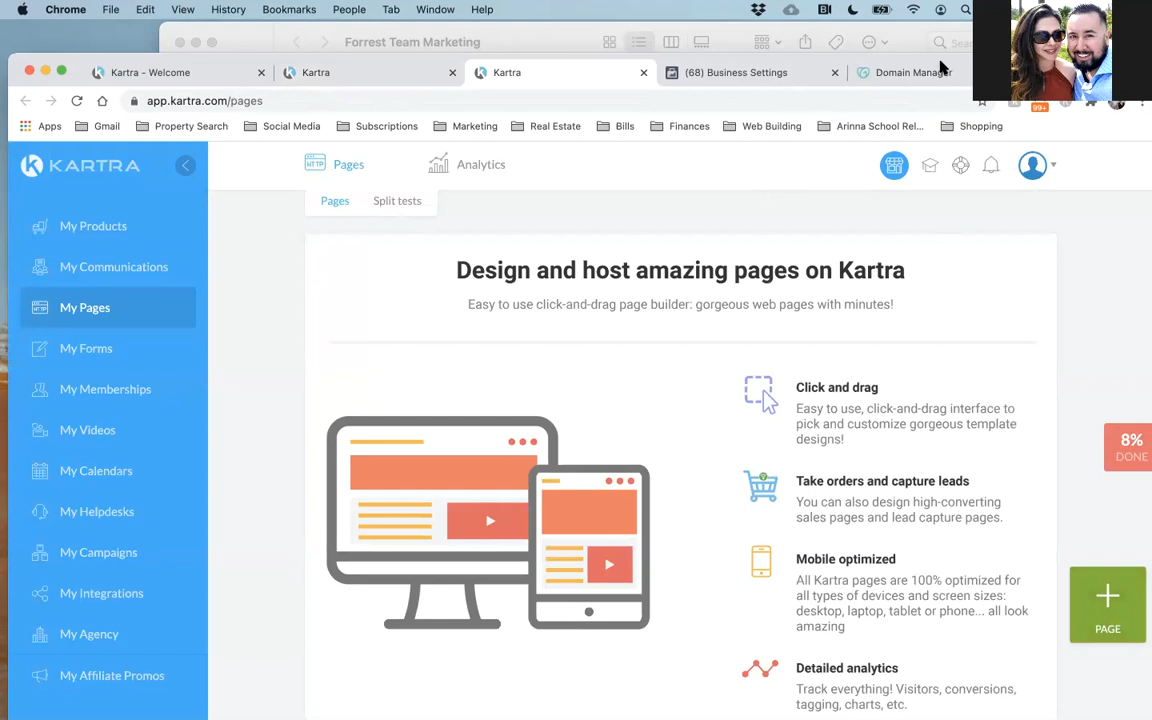 Chrome File Edit View History Bookmarks People Tab Window Help
Forrest Team Marketing
Kartra - Welcome Kartra Kartra (68) Business Settings Domain Manager
app.kartra.com/pages
99+
Apps Gmail Property Search Social Media Subscriptions Marketing Real Estate Bills Finances Web Building Arinna School Rel... Shopping
KARTRA
My Products
My Communications
My Pages
My Forms
My Memberships
My Videos
My Calendars
My Helpdesks
My Campaigns
My Integrations
My Agency
My Affiliate Promos
HTTP Pages Analytics
Pages Split tests
Design and host amazing pages on Kartra
Easy to use click-and-drag page builder: gorgeous web pages with minutes!
Click and drag
Easy to use, click-and-drag interface to
pick and customize gorgeous template
designs!
Take orders and capture leads
You can also design high-converting
sales pages and lead capture pages.
Mobile optimized
All Kartra pages are 100% optimized for
all types of devices and screen sizes:
desktop, laptop, tablet or phone... all look
amazing
Detailed analytics
Track everything! Visitors, conversions,
tagging, charts, etc.
8%
DONE
PAGE